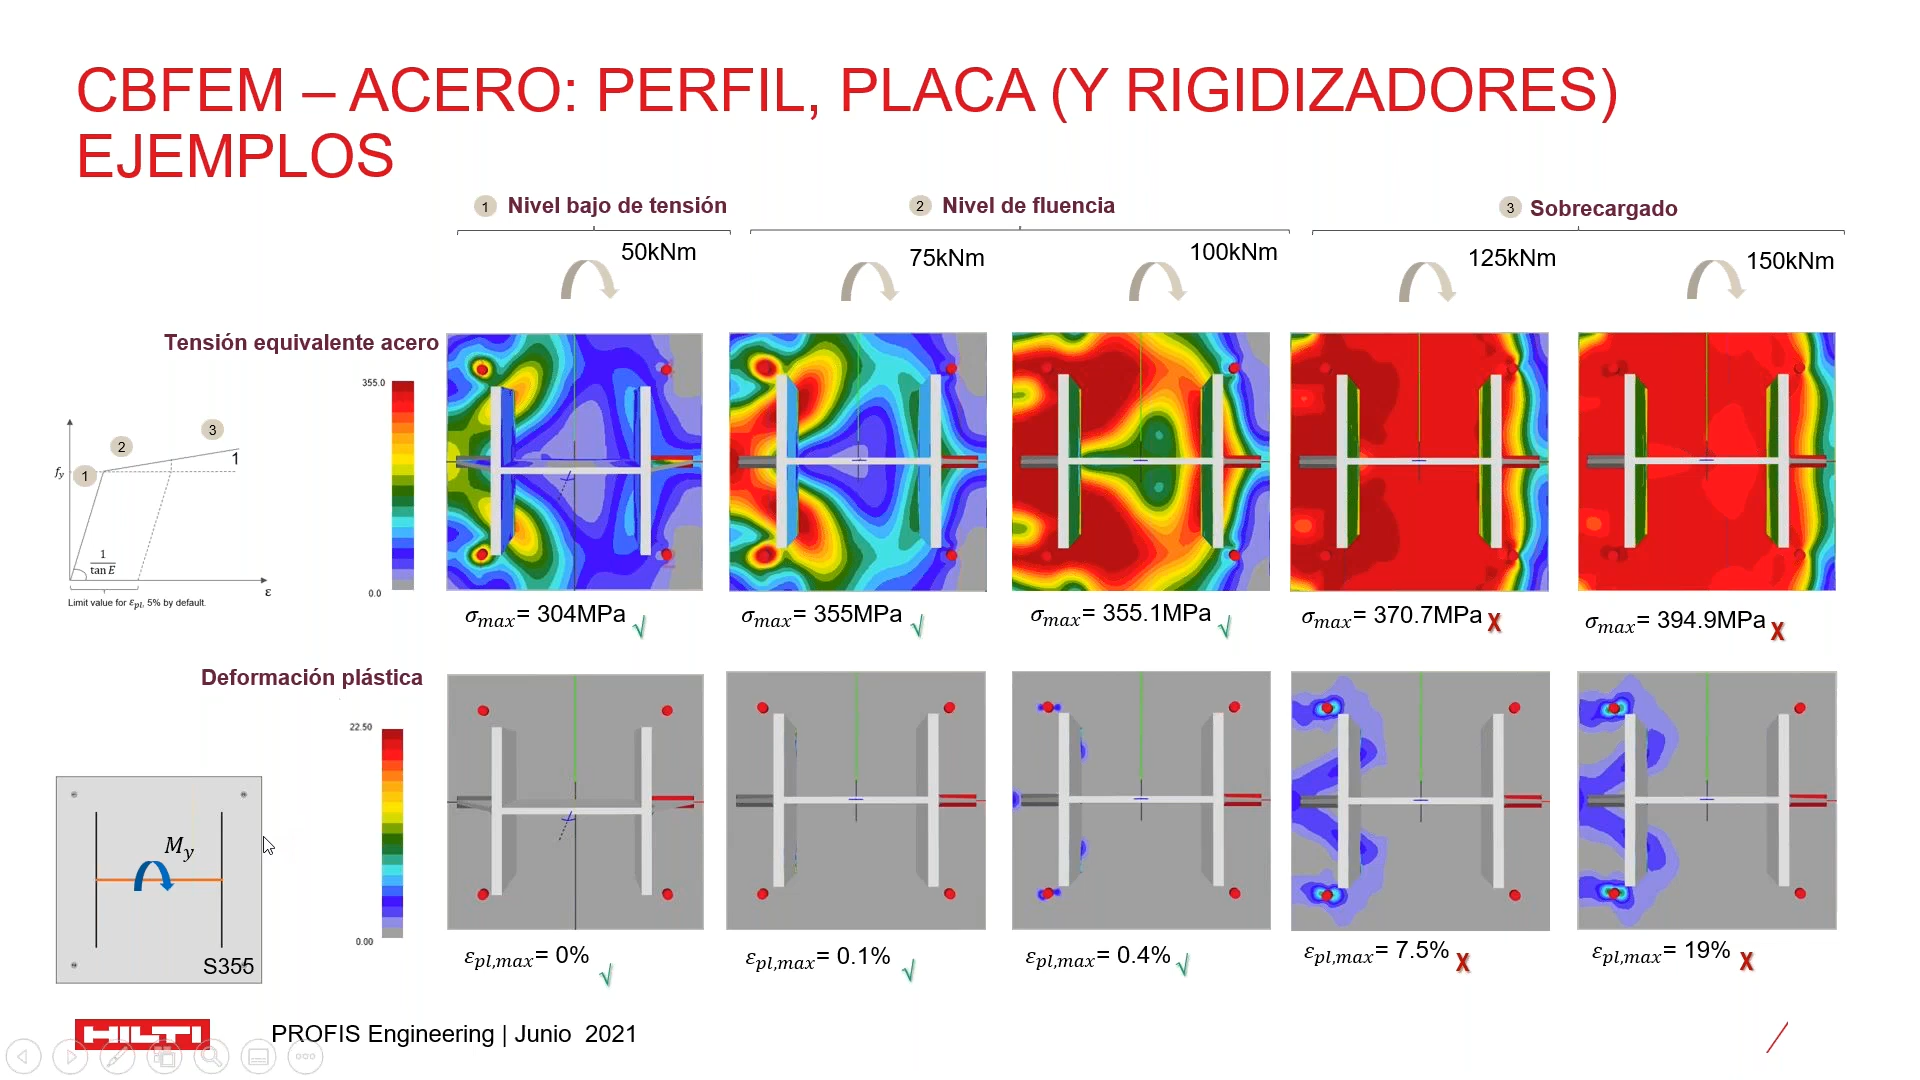 CBFEM – ACERO: PERFIL, PLACA (Y RIGIDIZADORES)
EJEMPLOS
1 Nivel bajo de tensión
2 Nivel de fluencia
3 Sobrecargado
50kNm
75kNm
100kNm
125kNm
150kNm
Tensión equivalente acero
355.0
0.0
3
2
1
1
fy
1
tan E
ε
Limit value for εpl, 5% by default.
σmax= 304MPa √
σmax= 355MPa √
σmax= 355.1MPa √
σmax= 370.7MPa X
σmax= 394.9MPa X
Deformación plástica
22.50
0.00
My
S355
εpl,max= 0% √
εpl,max= 0.1% √
εpl,max= 0.4% √
εpl,max= 7.5% X
εpl,max= 19% X
HILTI
PROFIS Engineering | Junio 2021